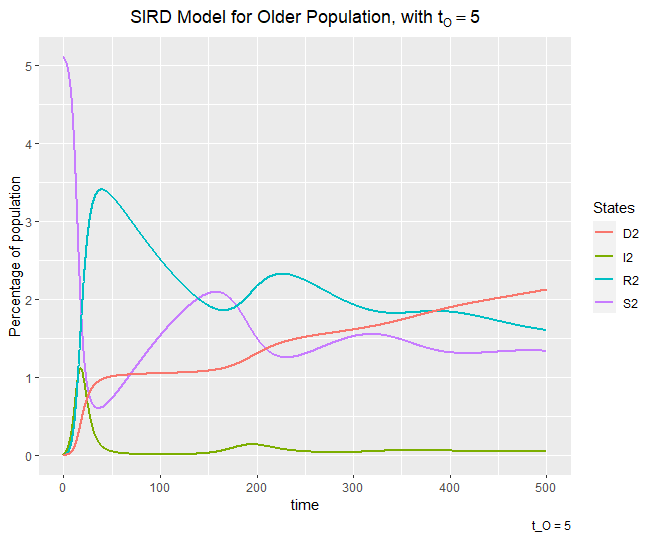 SIRD Model for Older Population, with t_O = 5
Percentage of population
5
4
3
2
1
0
0 100 200 300 400 500
time
States
D2
I2
R2
S2
t_O = 5